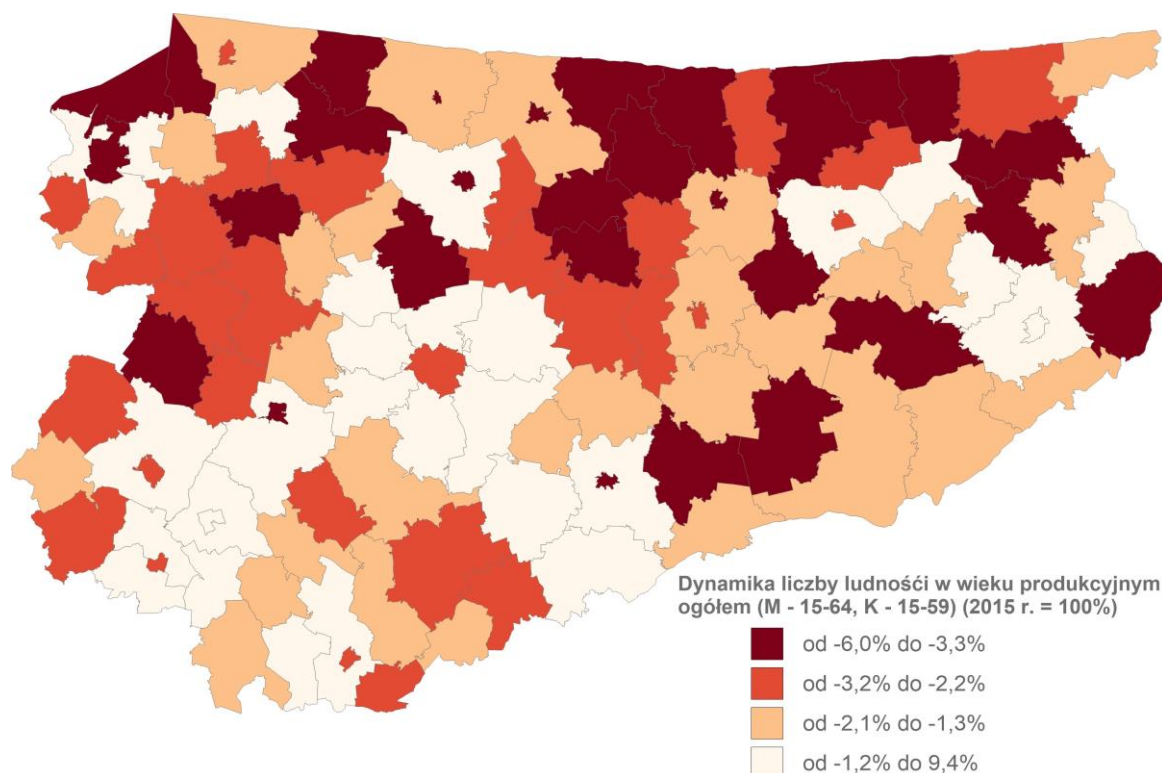 Dynamika liczby ludnośći w wieku produkcyjnym
ogółem (M - 15-64, K - 15-59) (2015 r. = 100%)
od -6,0% do -3,3%
od -3,2% do -2,2%
od -2,1% do -1,3%
od -1,2% do 9,4%